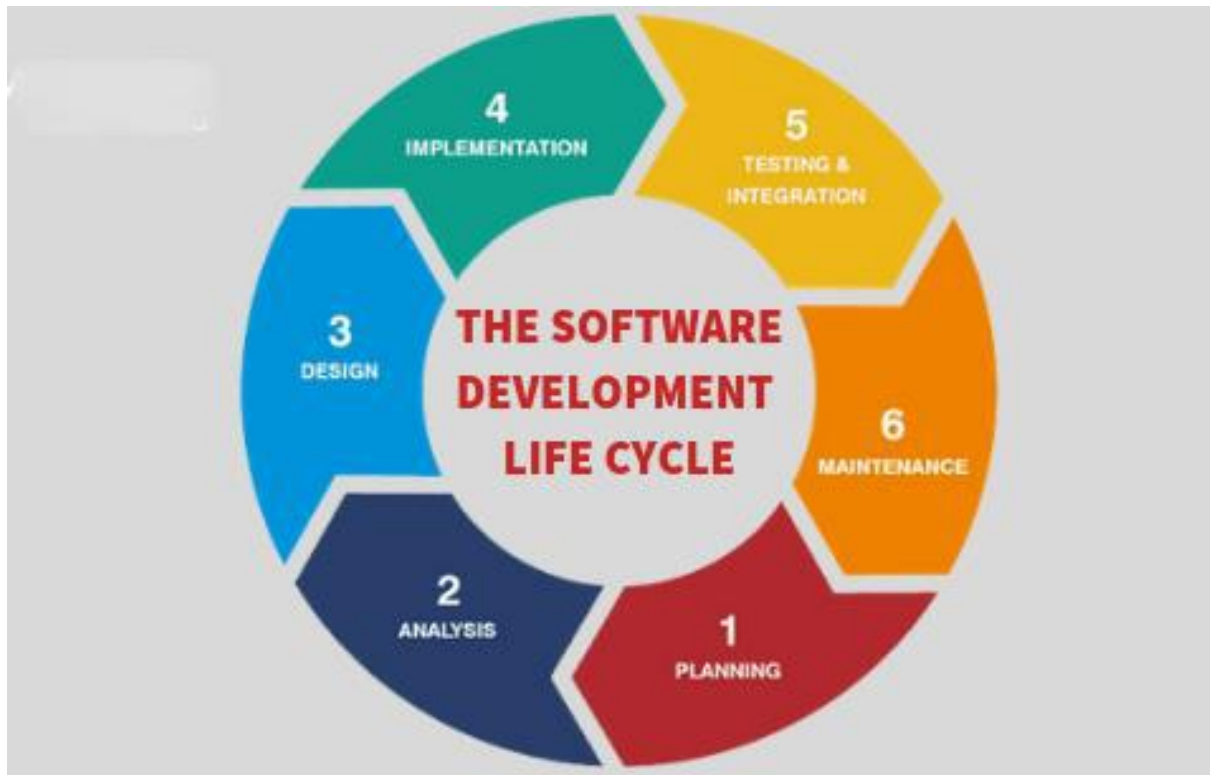 THE SOFTWARE
DEVELOPMENT
LIFE CYCLE
1
PLANNING
2
ANALYSIS
3
DESIGN
4
IMPLEMENTATION
5
TESTING &
INTEGRATION
6
MAINTENANCE